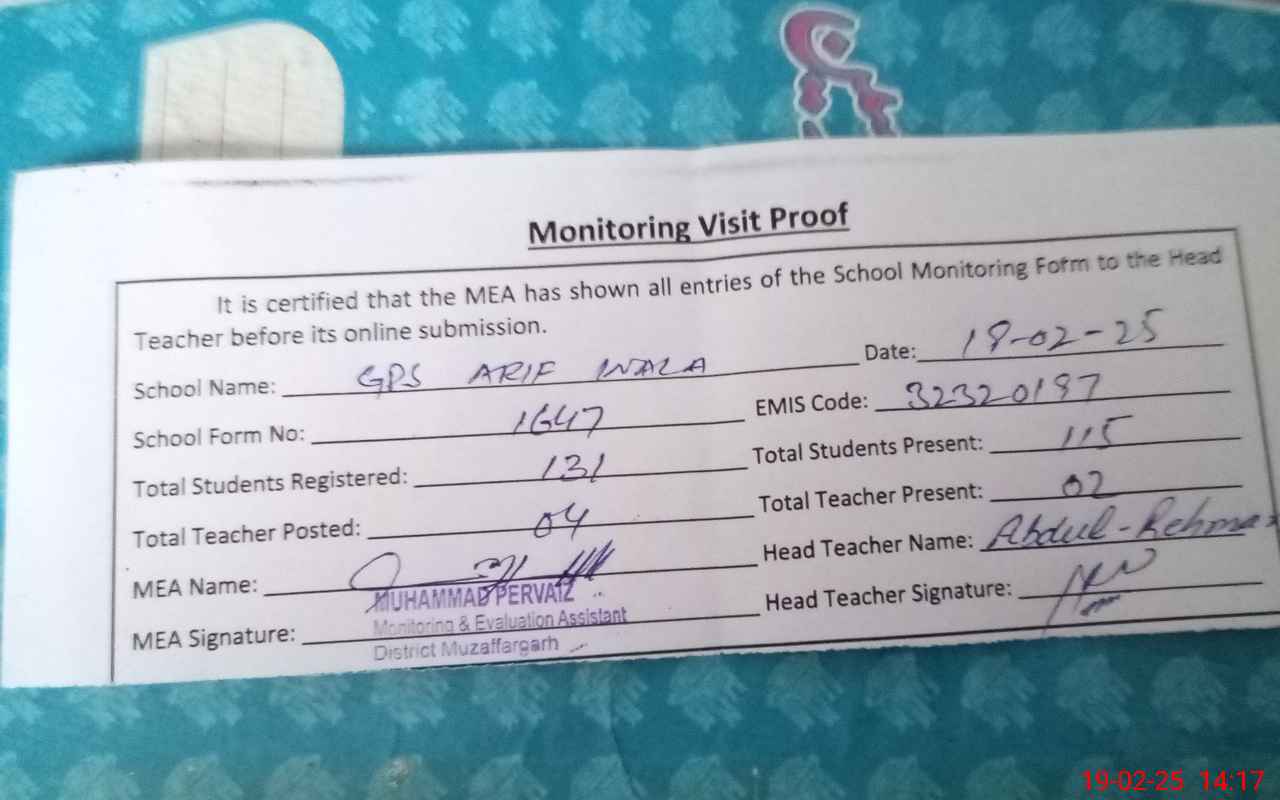 Monitoring Visit Proof
It is certified that the MEA has shown all entries of the School Monitoring Form to the Head
Teacher before its online submission.
School Name: GPS ARIF WALA Date: 19-02-25
School Form No: 1647 EMIS Code: 32320197
Total Students Registered: 131 Total Students Present: 115
Total Teacher Posted: 04 Total Teacher Present: 02
MEA Name: Head Teacher Name: Abdul-Rehman
MUHAMMAD PERVAIZ
MEA Signature: Head Teacher Signature:
Monitoring & Evaluation Assistant
District Muzaffargarh
19-02-25 14:17